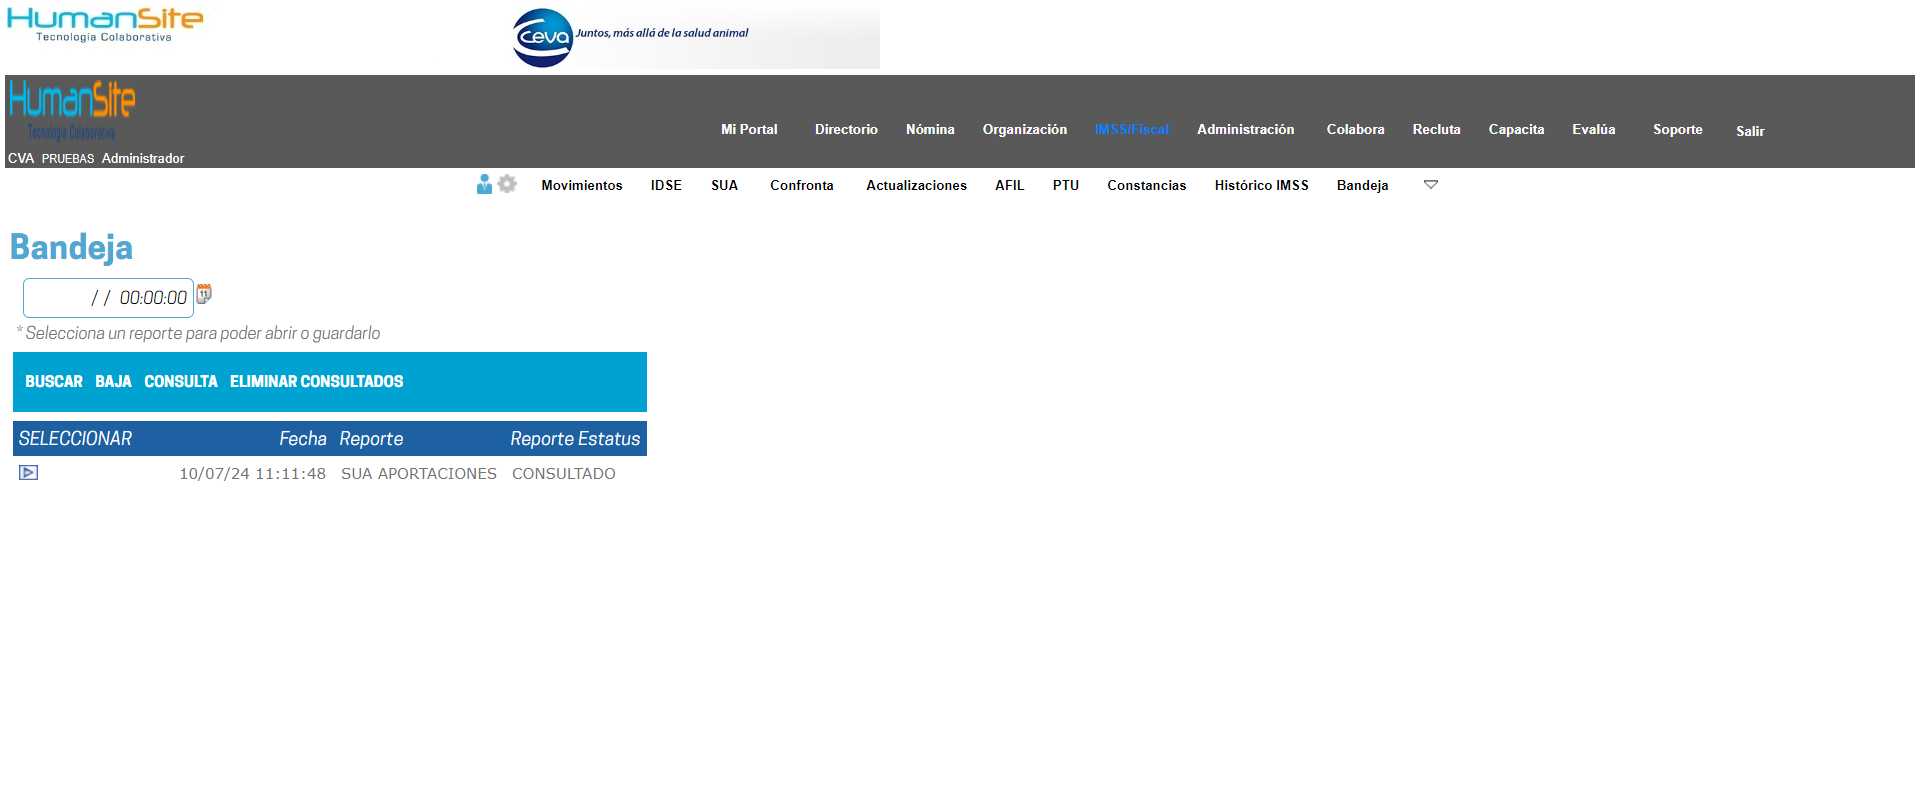 HumanSite
Tecnología Colaborativa
Ceva
Juntos, más allá de la salud animal
HumanSite
Tecnología Colaborativa
Mi Portal Directorio Nómina Organización IMSS/Fiscal Administración Colabora Recluta Capacita Evalúa Soporte Salir
CVA PRUEBAS Administrador
Movimientos IDSE SUA Confronta Actualizaciones AFIL PTU Constancias Histórico IMSS Bandeja
Bandeja
/ / 00:00:00
11
* Selecciona un reporte para poder abrir o guardarlo
BUSCAR BAJA CONSULTA ELIMINAR CONSULTADOS
SELECCIONAR Fecha Reporte Reporte Estatus
10/07/24 11:11:48 SUA APORTACIONES CONSULTADO